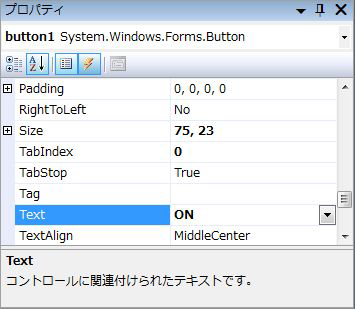 プロパティ
button1 System.Windows.Forms.Button
Padding 0, 0, 0, 0
RightToLeft No
Size 75, 23
TabIndex 0
TabStop True
Tag
Text ON
TextAlign MiddleCenter
Text
コントロールに関連付けられたテキストです。